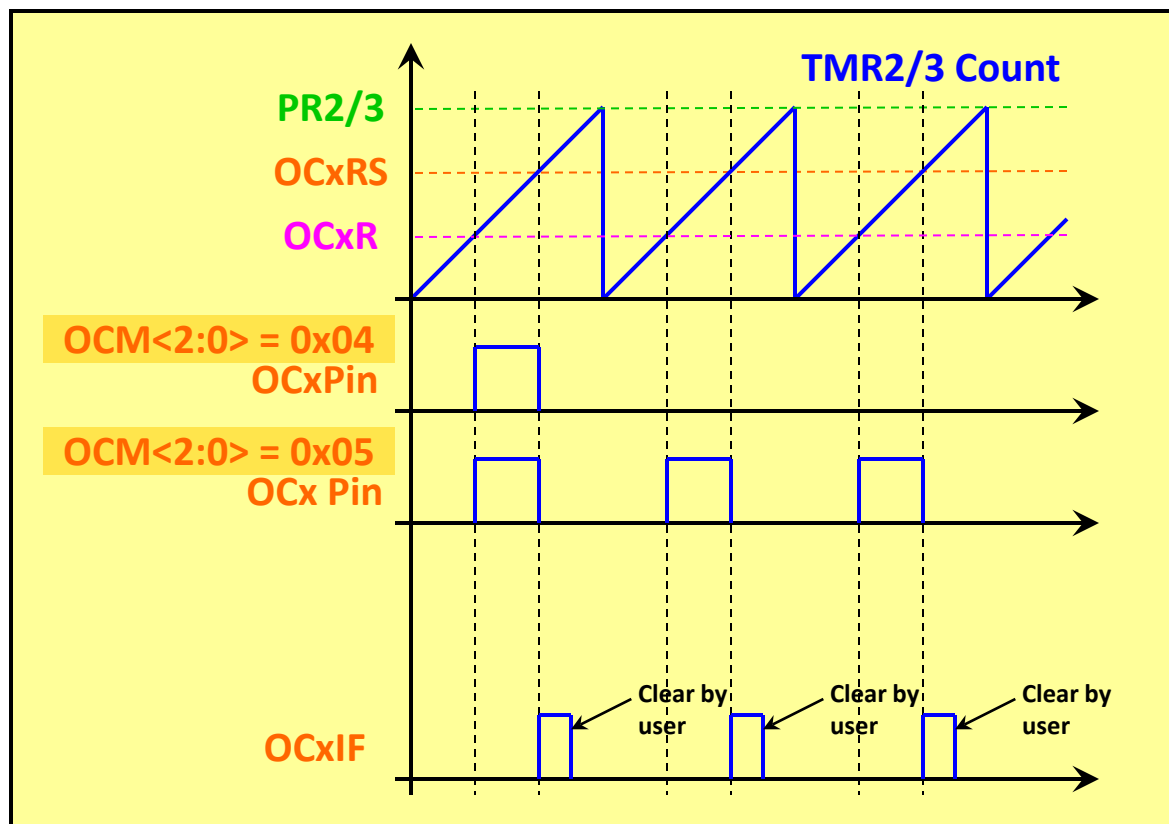 TMR2/3 Count
PR2/3
OCxRS
OCxR
OCM<2:0> = 0x04
OCxPin
OCM<2:0> = 0x05
OCx Pin
Clear by
user
Clear by
user
Clear by
user
OCxIF